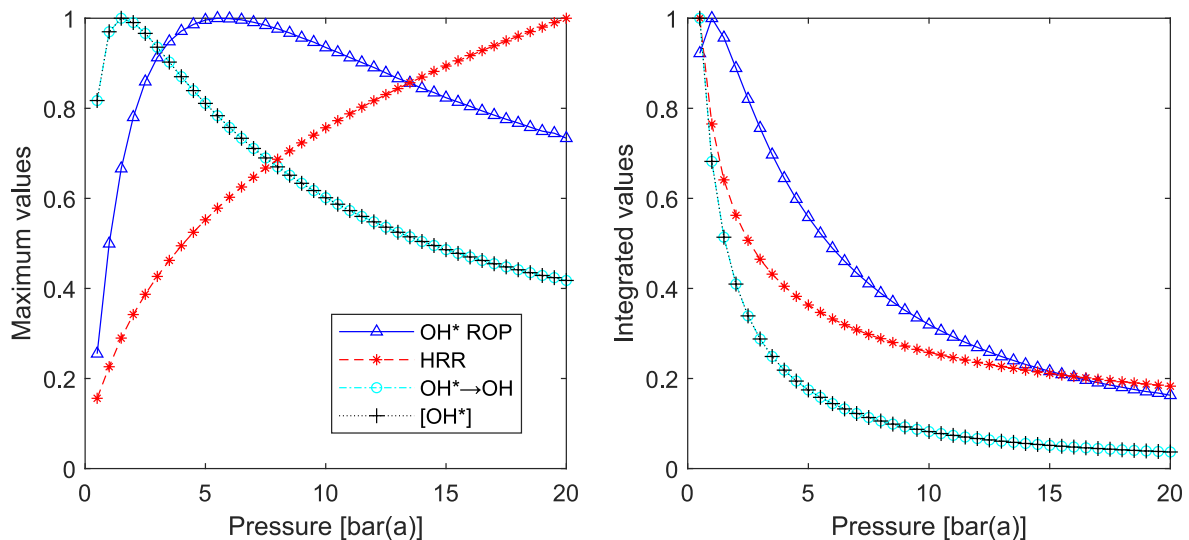 Maximum values
1
0.8
0.6
0.4
0.2
0
0
5
10
15
20
Pressure [bar(a)]
OH* ROP
HRR
OH*→OH
[OH*]
Integrated values
1
0.8
0.6
0.4
0.2
0
0
5
10
15
20
Pressure [bar(a)]